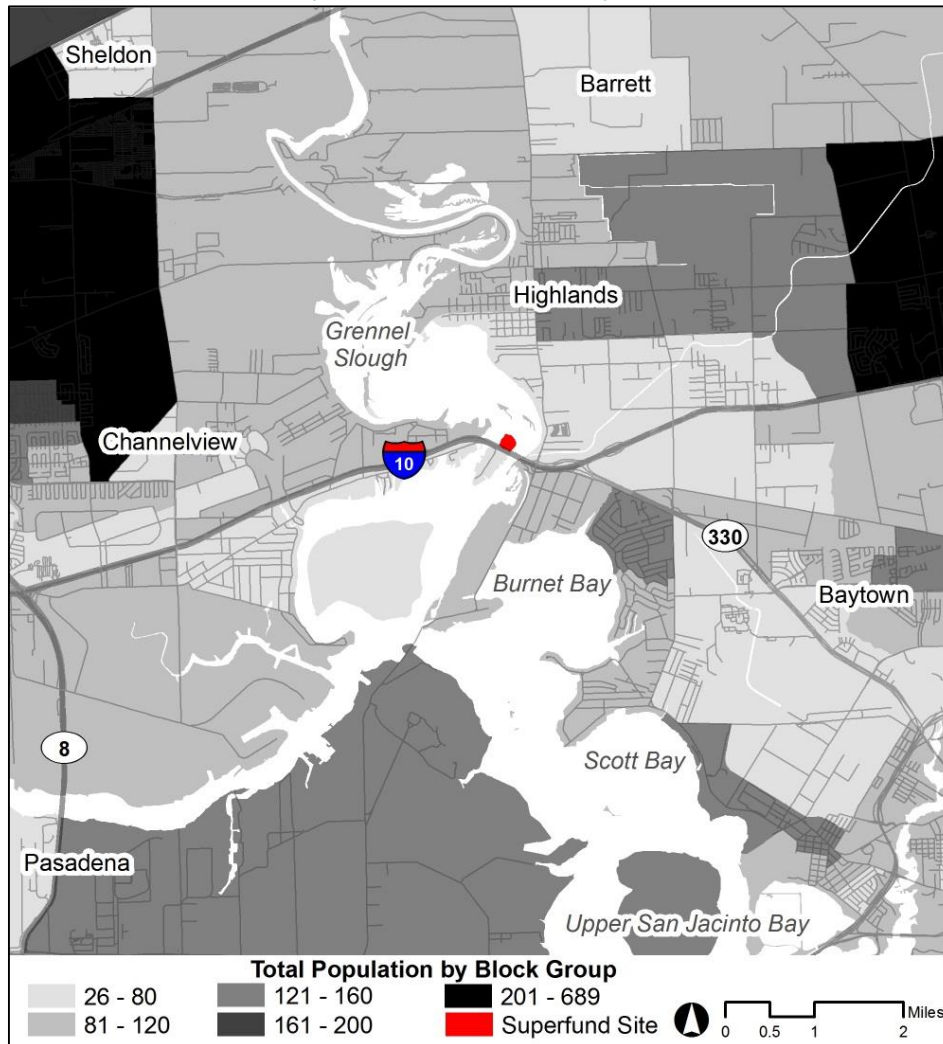 Sheldon
Barrett
Highlands
Grennel
Slough
Channelview
10
330
Burnet Bay
Baytown
8
Scott Bay
Pasadena
Upper San Jacinto Bay
Total Population by Block Group
26 - 80
121 - 160
201 - 689
81 - 120
161 - 200
Superfund Site
Miles
0 0.5 1 2